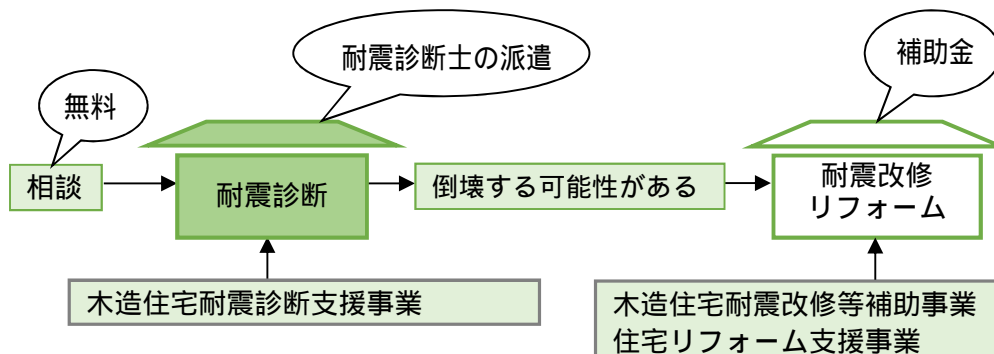 耐震診断士の派遣
補助金
無料
相談
耐震診断
倒壊する可能性がある
耐震改修
リフォーム
木造住宅耐震診断支援事業
木造住宅耐震改修等補助事業
住宅リフォーム支援事業